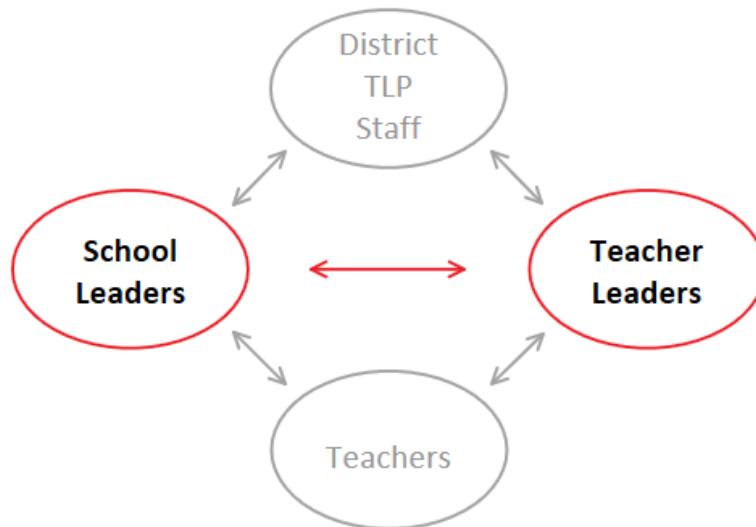 District
TLP
Staff
School
Leaders
Teacher
Leaders
Teachers